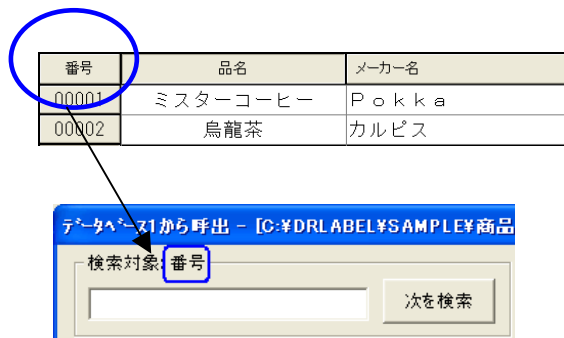 番号 品名 メーカー名
00001 ミスターコーヒー Ｐｏｋｋａ
00002 烏龍茶 カルピス
ﾃﾞｰﾀﾍﾞｰｽ1から呼出 - [C:¥DRLABEL¥SAMPLE¥商品
検索対象: 番号
次を検索